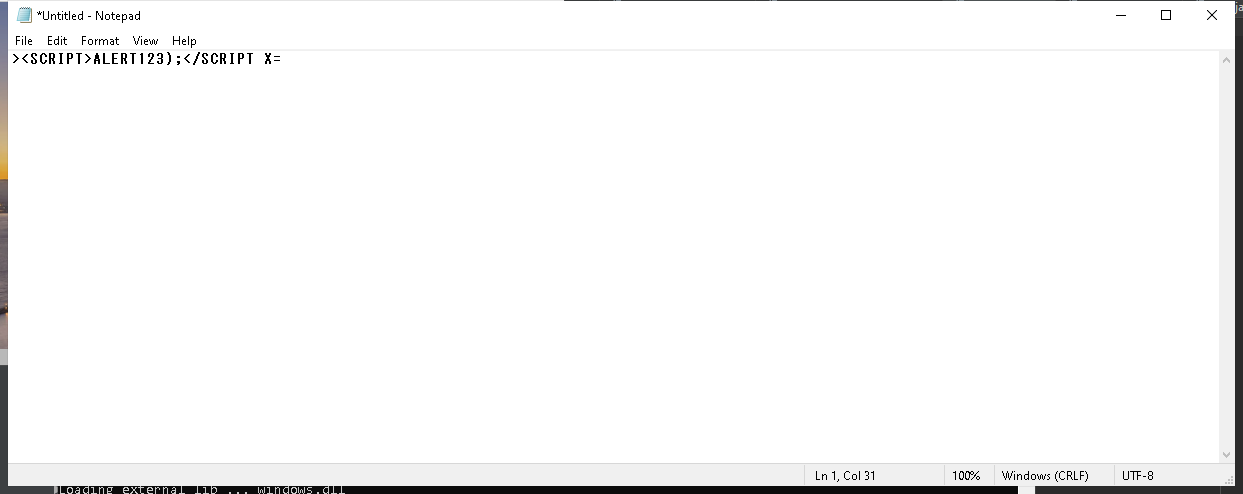 *Untitled - Notepad
File Edit Format View Help
><SCRIPT>ALERT123);</SCRIPT X=
Ln 1, Col 31 100% Windows (CRLF) UTF-8
Loading external lib ... windows.dll